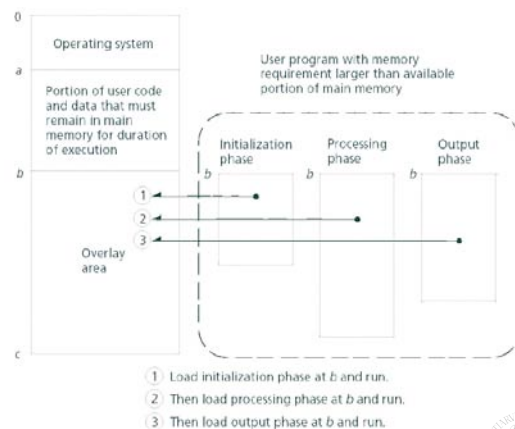 0
Operating system
a
Portion of user code
and data that must
remain in main
memory for duration
of execution
b
Overlay
area
c
User program with memory
requirement larger than available
portion of main memory
Initialization
phase
Processing
phase
Output
phase
b
b
b
1
2
3
1 Load initialization phase at b and run.
2 Then load processing phase at b and run.
3 Then load output phase at b and run.